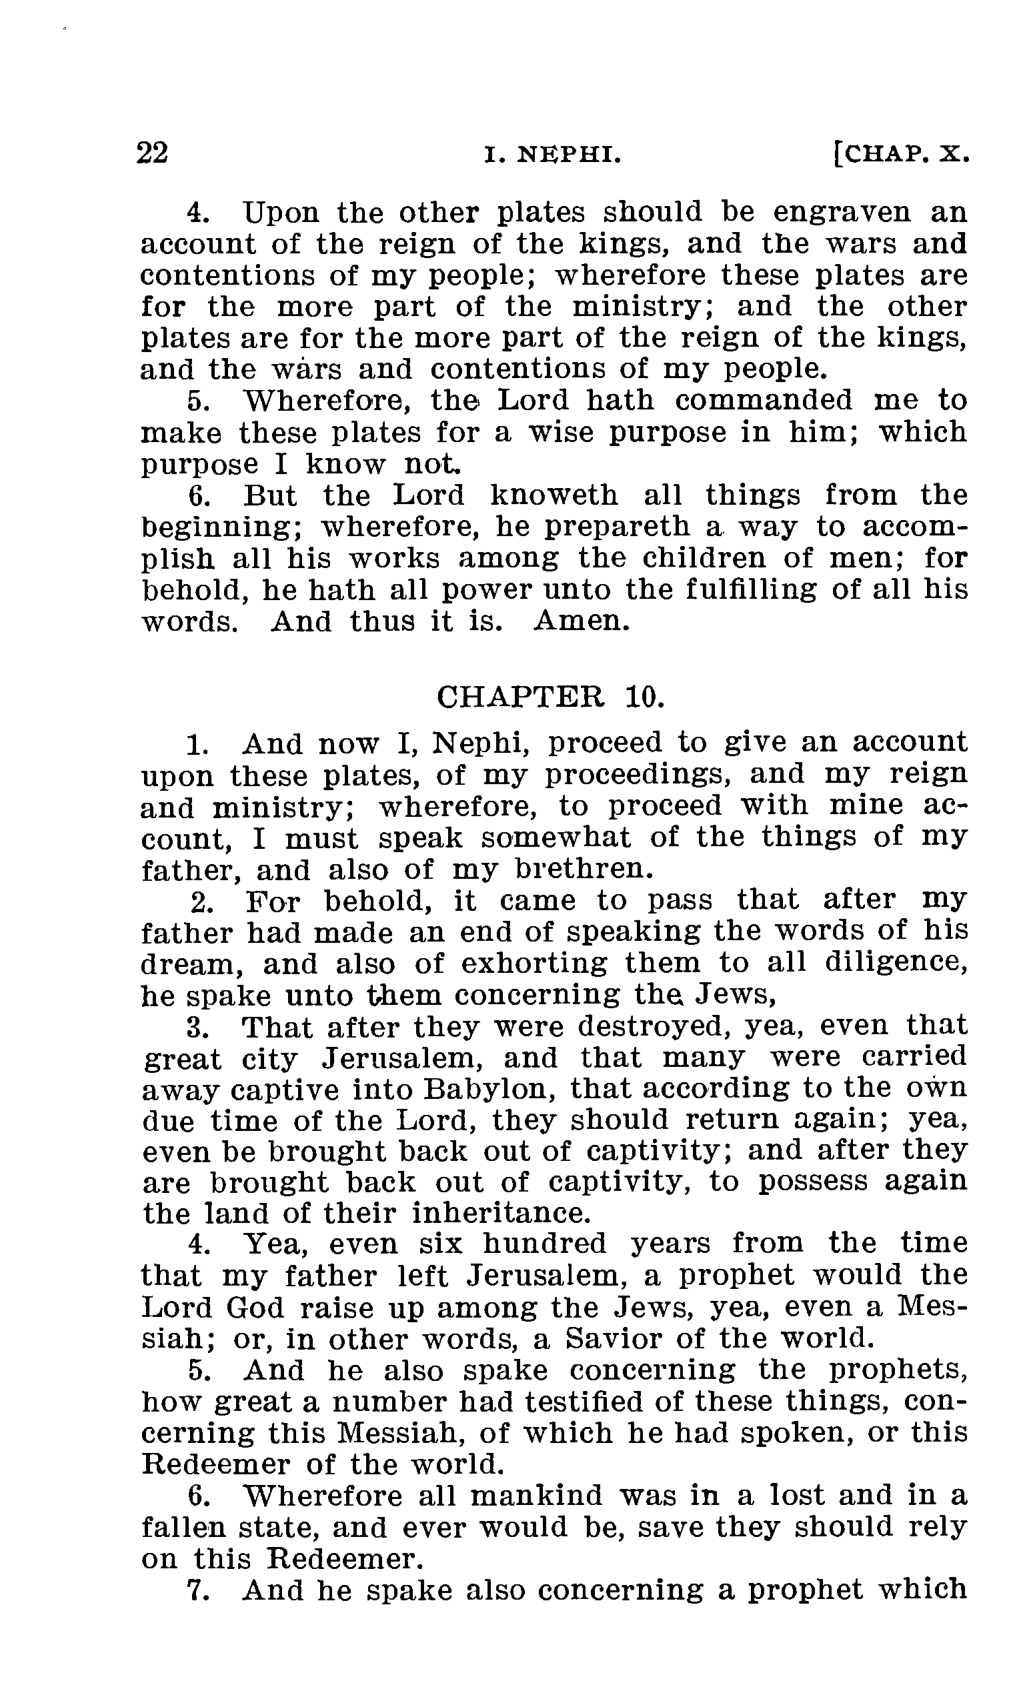 22 I. NEPHI. [CHAP. X.
4. Upon the other plates should be engraven an
account of the reign of the kings, and the wars and
contentions of my people; wherefore these plates are
for the more part of the ministry; and the other
plates are for the more part of the reign of the kings,
and the wars and contentions of my people.
5. Wherefore, the Lord hath commanded me to
make these plates for a wise purpose in him; which
purpose I know not.
6. But the Lord knoweth all things from the
beginning; wherefore, he prepareth a way to accom-
plish all his works among the children of men; for
behold, he hath all power unto the fulfilling of all his
words. And thus it is. Amen.
CHAPTER 10.
1. And now I, Nephi, proceed to give an account
upon these plates, of my proceedings, and my reign
and ministry; wherefore, to proceed with mine ac-
count, I must speak somewhat of the things of my
father, and also of my brethren.
2. For behold, it came to pass that after my
father had made an end of speaking the words of his
dream, and also of exhorting them to all diligence,
he spake unto them concerning the Jews,
3. That after they were destroyed, yea, even that
great city Jerusalem, and that many were carried
away captive into Babylon, that according to the own
due time of the Lord, they should return again; yea,
even be brought back out of captivity; and after they
are brought back out of captivity, to possess again
the land of their inheritance.
4. Yea, even six hundred years from the time
that my father left Jerusalem, a prophet would the
Lord God raise up among the Jews, yea, even a Mes-
siah; or, in other words, a Savior of the world.
5. And he also spake concerning the prophets,
how great a number had testified of these things, con-
cerning this Messiah, of which he had spoken, or this
Redeemer of the world.
6. Wherefore all mankind was in a lost and in a
fallen state, and ever would be, save they should rely
on this Redeemer.
7. And he spake also concerning a prophet which